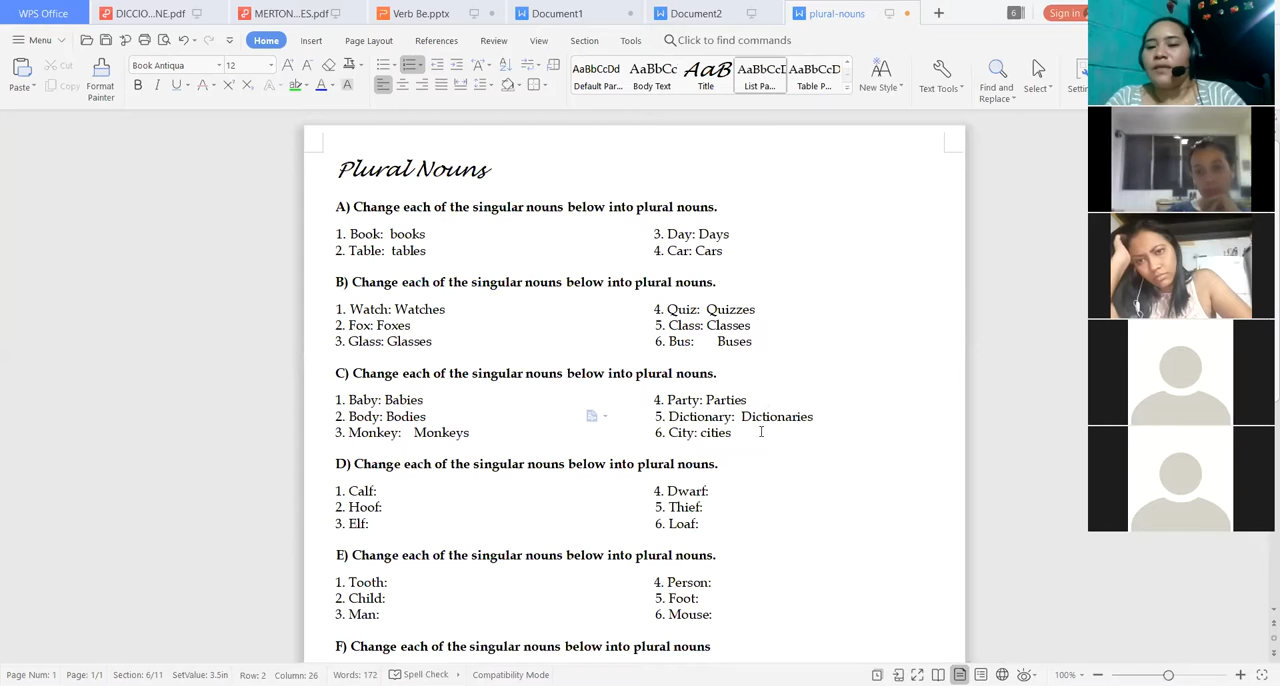 WPS Office
DICCIO...NE.pdf
MERTON...ES.pdf
Verb Be.pptx
Document1
Document2
plural-nouns
6
Sign in
Menu
Home
Insert
Page Layout
References
Review
View
Section
Tools
Click to find commands
Paste
Cut
Copy
Format Painter
Book Antiqua
12
AaBbCcDd
Default Par...
AaBbCc
Body Text
AaB
Title
AaBbCcI
List Pa...
AaBbCcD
Table P...
New Style
Text Tools
Find and Replace
Select
Plural Nouns
A) Change each of the singular nouns below into plural nouns.
1. Book: books
2. Table: tables
3. Day: Days
4. Car: Cars
B) Change each of the singular nouns below into plural nouns.
1. Watch: Watches
2. Fox: Foxes
3. Glass: Glasses
4. Quiz: Quizzes
5. Class: Classes
6. Bus: Buses
C) Change each of the singular nouns below into plural nouns.
1. Baby: Babies
2. Body: Bodies
3. Monkey: Monkeys
4. Party: Parties
5. Dictionary: Dictionaries
6. City: cities
D) Change each of the singular nouns below into plural nouns.
1. Calf:
2. Hoof:
3. Elf:
4. Dwarf:
5. Thief:
6. Loaf:
E) Change each of the singular nouns below into plural nouns.
1. Tooth:
2. Child:
3. Man:
4. Person:
5. Foot:
6. Mouse:
F) Change each of the singular nouns below into plural nouns
Page Num: 1 Page: 1/1 Section: 6/11 SetValue: 3.5in Row: 2 Column: 26 Words: 172 Spell Check Compatibility Mode 100%